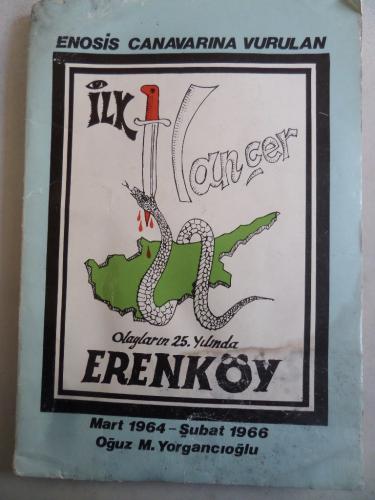 ENOSİS CANAVARINA VURULAN
İLK Hançer
Olayların 25. Yılında
ERENKÖY
Mart 1964 - Şubat 1966
Oğuz M. Yorgancıoğlu